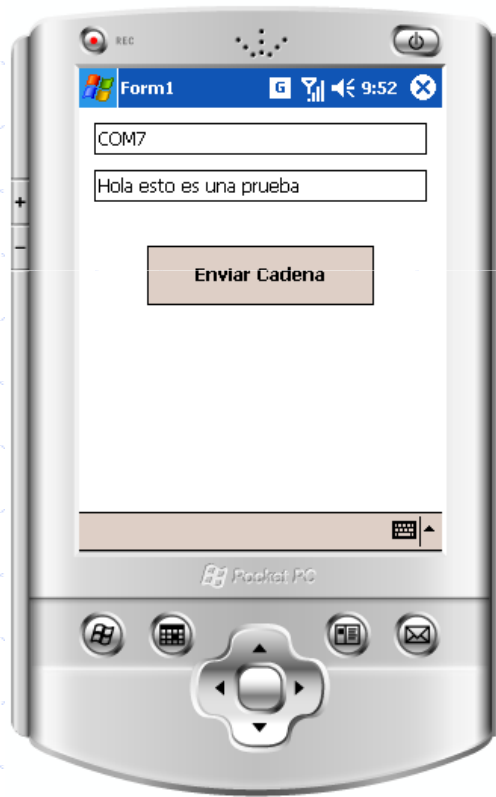 REC
Form1 G 9:52
COM7
Hola esto es una prueba
Enviar Cadena
Pocket PC
+
-